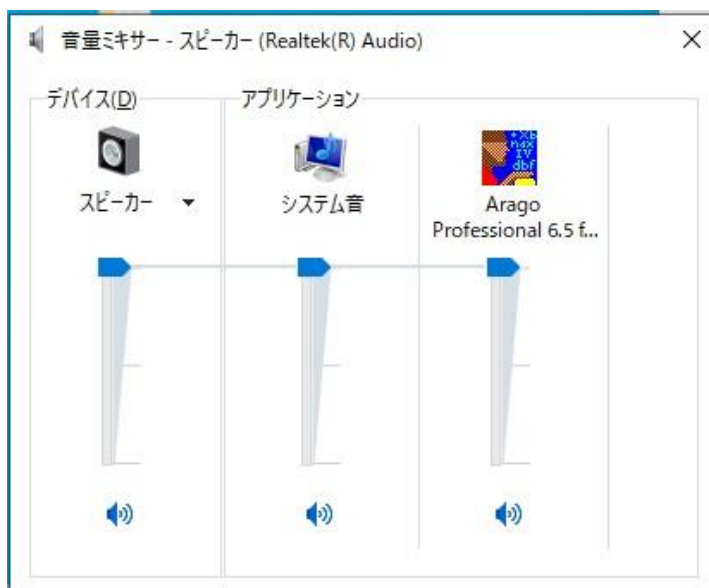 音量ミキサー - スピーカー (Realtek(R) Audio)
デバイス(D)
アプリケーション
スピーカー
システム音
Arago
Professional 6.5 f...